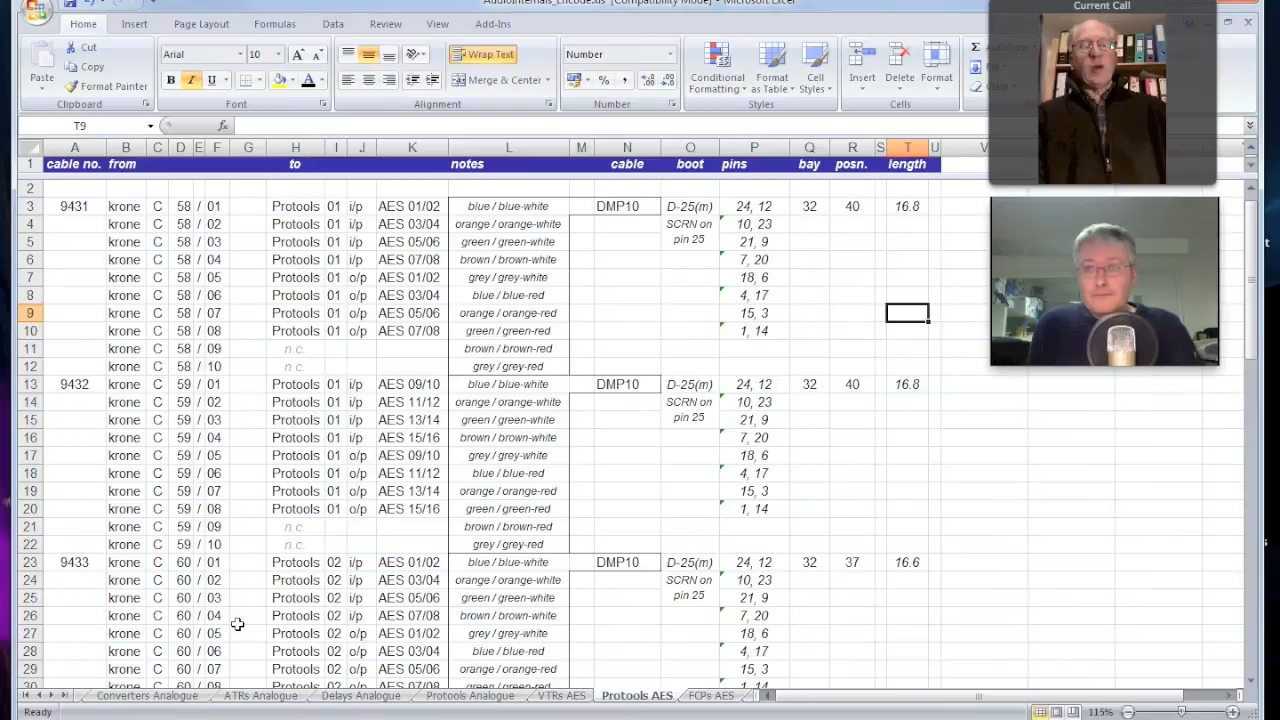 AudioInternals_Encode.xls [Compatibility Mode] - Microsoft Excel
Current Call
Home Insert Page Layout Formulas Data Review View Add-Ins
Paste Cut Copy Format Painter
Arial 10 A A B I U A
Wrap Text Merge & Center
Number % ,
Conditional Formatting Format as Table Cell Styles
Insert Delete Format
Σ
Clipboard Font Alignment Number Styles Cells
T9 fx
A B C D E F G H I J K L M N O P Q R S T U V
1 cable no. from to notes cable boot pins bay posn. length
2
3 9431 krone C 58 / 01 Protools 01 i/p AES 01/02 blue / blue-white DMP10 D-25(m) 24, 12 32 40 16.8
4 krone C 58 / 02 Protools 01 i/p AES 03/04 orange / orange-white SCRN on 10, 23
5 krone C 58 / 03 Protools 01 i/p AES 05/06 green / green-white pin 25 21, 9
6 krone C 58 / 04 Protools 01 i/p AES 07/08 brown / brown-white 7, 20
7 krone C 58 / 05 Protools 01 o/p AES 01/02 grey / grey-white 18, 6
8 krone C 58 / 06 Protools 01 o/p AES 03/04 blue / blue-red 4, 17
9 krone C 58 / 07 Protools 01 o/p AES 05/06 orange / orange-red 15, 3
10 krone C 58 / 08 Protools 01 o/p AES 07/08 green / green-red 1, 14
11 krone C 58 / 09 n.c. brown / brown-red
12 krone C 58 / 10 n.c. grey / grey-red
13 9432 krone C 59 / 01 Protools 01 i/p AES 09/10 blue / blue-white DMP10 D-25(m) 24, 12 32 40 16.8
14 krone C 59 / 02 Protools 01 i/p AES 11/12 orange / orange-white SCRN on 10, 23
15 krone C 59 / 03 Protools 01 i/p AES 13/14 green / green-white pin 25 21, 9
16 krone C 59 / 04 Protools 01 i/p AES 15/16 brown / brown-white 7, 20
17 krone C 59 / 05 Protools 01 o/p AES 09/10 grey / grey-white 18, 6
18 krone C 59 / 06 Protools 01 o/p AES 11/12 blue / blue-red 4, 17
19 krone C 59 / 07 Protools 01 o/p AES 13/14 orange / orange-red 15, 3
20 krone C 59 / 08 Protools 01 o/p AES 15/16 green / green-red 1, 14
21 krone C 59 / 09 n.c. brown / brown-red
22 krone C 59 / 10 n.c. grey / grey-red
23 9433 krone C 60 / 01 Protools 02 i/p AES 01/02 blue / blue-white DMP10 D-25(m) 24, 12 32 37 16.6
24 krone C 60 / 02 Protools 02 i/p AES 03/04 orange / orange-white SCRN on 10, 23
25 krone C 60 / 03 Protools 02 i/p AES 05/06 green / green-white pin 25 21, 9
26 krone C 60 / 04 Protools 02 i/p AES 07/08 brown / brown-white 7, 20
27 krone C 60 / 05 Protools 02 o/p AES 01/02 grey / grey-white 18, 6
28 krone C 60 / 06 Protools 02 o/p AES 03/04 blue / blue-red 4, 17
29 krone C 60 / 07 Protools 02 o/p AES 05/06 orange / orange-red 15, 3
30 krone C 60 / 08 Protools 02 o/p AES 07/08 green / green-red 1, 14
Converters Analogue ATRs Analogue Delays Analogue Protools Analogue VTRs AES Protools AES FCPs AES
Ready 115%